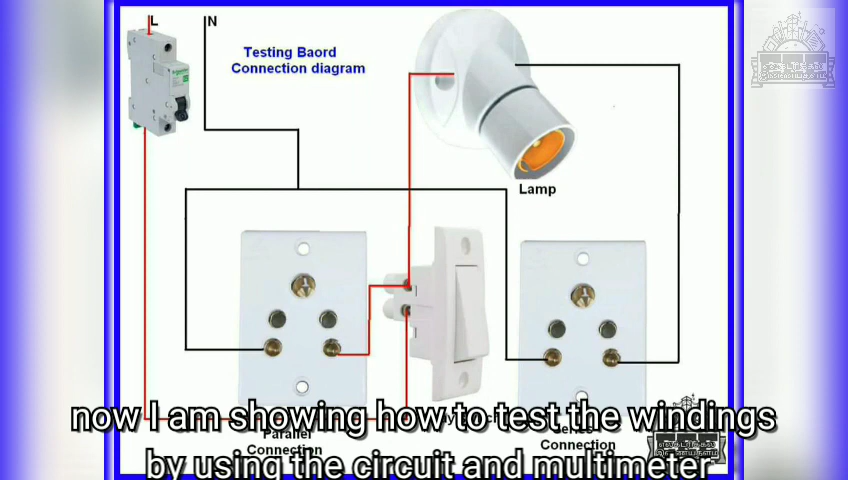 L
N
Testing Baord
Connection diagram
Lamp
Parallel
Connection
Connection
now I am showing how to test the windings
by using the circuit and multimeter